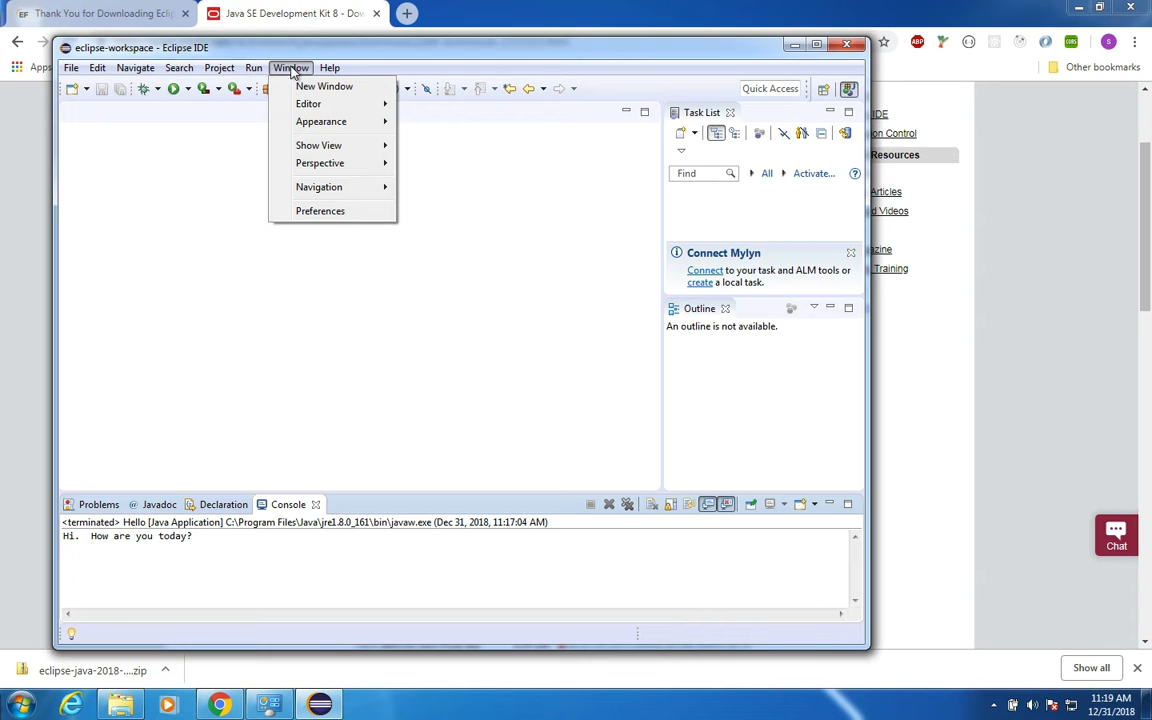 Thank You for Downloading Eclip
Java SE Development Kit 8 - Dow
Apps
Other bookmarks
eclipse-workspace - Eclipse IDE
File Edit Navigate Search Project Run Window Help
Quick Access
New Window
Editor
Appearance
Show View
Perspective
Navigation
Preferences
Task List
Find
All
Activate...
Connect Mylyn
Connect to your task and ALM tools or
create a local task.
Outline
An outline is not available.
Problems
Javadoc
Declaration
Console
<terminated> Hello [Java Application] C:\Program Files\Java\jre1.8.0_161\bin\javaw.exe (Dec 31, 2018, 11:17:04 AM)
Hi.  How are you today?
IDE
on Control
Resources
Articles
d Videos
zine
Training
Chat
eclipse-java-2018-....zip
Show all
11:19 AM
12/31/2018